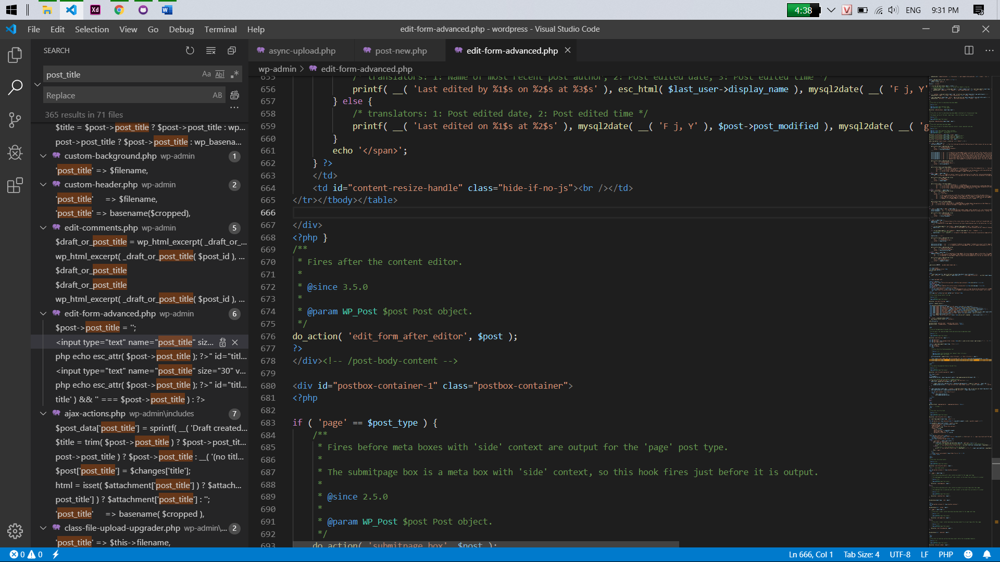 4:38
ENG
9:31 PM
File Edit Selection View Go Debug Terminal Help
edit-form-advanced.php - wordpress - Visual Studio Code
SEARCH
post_title
Aa Abl .*
Replace
AB
365 results in 71 files
$title = $post->post_title ? $post->post_title : wp...
post->post_title ? $post->post_title : wp_basena...
custom-background.php wp-admin 1
'post_title' => $filename,
custom-header.php wp-admin 2
'post_title' => $filename,
'post_title' => basename($cropped),
edit-comments.php wp-admin 5
$draft_or_post_title = wp_html_excerpt( _draft_or_...
wp_html_excerpt( _draft_or_post_title( $post_id ), ...
$draft_or_post_title
$draft_or_post_title
wp_html_excerpt( _draft_or_post_title( $post_id ), ...
edit-form-advanced.php wp-admin 6
$post->post_title = '';
<input type="text" name="post_title" siz...
php echo esc_attr( $post->post_title ); ?>" id="titl...
<input type="text" name="post_title" size="30" v...
php echo esc_attr( $post->post_title ); ?>" id="titl...
title' ) && '' === $post->post_title ) : ?>
ajax-actions.php wp-admin\includes 7
$post_data['post_title'] = sprintf( __( 'Draft created...
$title = trim( $post->post_title ) ? $post->post_tit...
post->post_title ) ? $post->post_title : __( '(no titl...
$post['post_title'] = $changes['title'];
html = isset( $attachment['post_title'] ) ? $attach...
post_title'] ) ? $attachment['post_title'] : '';
'post_title' => basename( $cropped ),
class-file-upload-upgrader.php wp-admin\... 2
'post_title' => $this->filename,
async-upload.php
post-new.php
edit-form-advanced.php
wp-admin > edit-form-advanced.php
655 /* translators: 1: Name of most recent post author, 2: Post edited date, 3: Post edited time */
656 printf( __( 'Last edited by %1$s on %2$s at %3$s' ), esc_html( $last_user->display_name ), mysql2date( __( 'F j, Y'
657 } else {
658 /* translators: 1: Post edited date, 2: Post edited time */
659 printf( __( 'Last edited on %1$s at %2$s' ), mysql2date( __( 'F j, Y' ), $post->post_modified ), mysql2date( __( 'g
660 }
661 echo '</span>';
662 } ?>
663 </td>
664 <td id="content-resize-handle" class="hide-if-no-js"><br /></td>
665 </tr></tbody></table>
666
667 </div>
668 <?php }
669 /**
670 * Fires after the content editor.
671 *
672 * @since 3.5.0
673 *
674 * @param WP_Post $post Post object.
675 */
676 do_action( 'edit_form_after_editor', $post );
677 ?>
678 </div><!-- /post-body-content -->
679
680 <div id="postbox-container-1" class="postbox-container">
681 <?php
682
683 if ( 'page' == $post_type ) {
684 /**
685 * Fires before meta boxes with 'side' context are output for the 'page' post type.
686 *
687 * The submitpage box is a meta box with 'side' context, so this hook fires just before it is output.
688 *
689 * @since 2.5.0
690 *
691 * @param WP_Post $post Post object.
692 */
693 do_action( 'submitpage_box', $post );
0 0
Ln 666, Col 1 Tab Size: 4 UTF-8 LF PHP